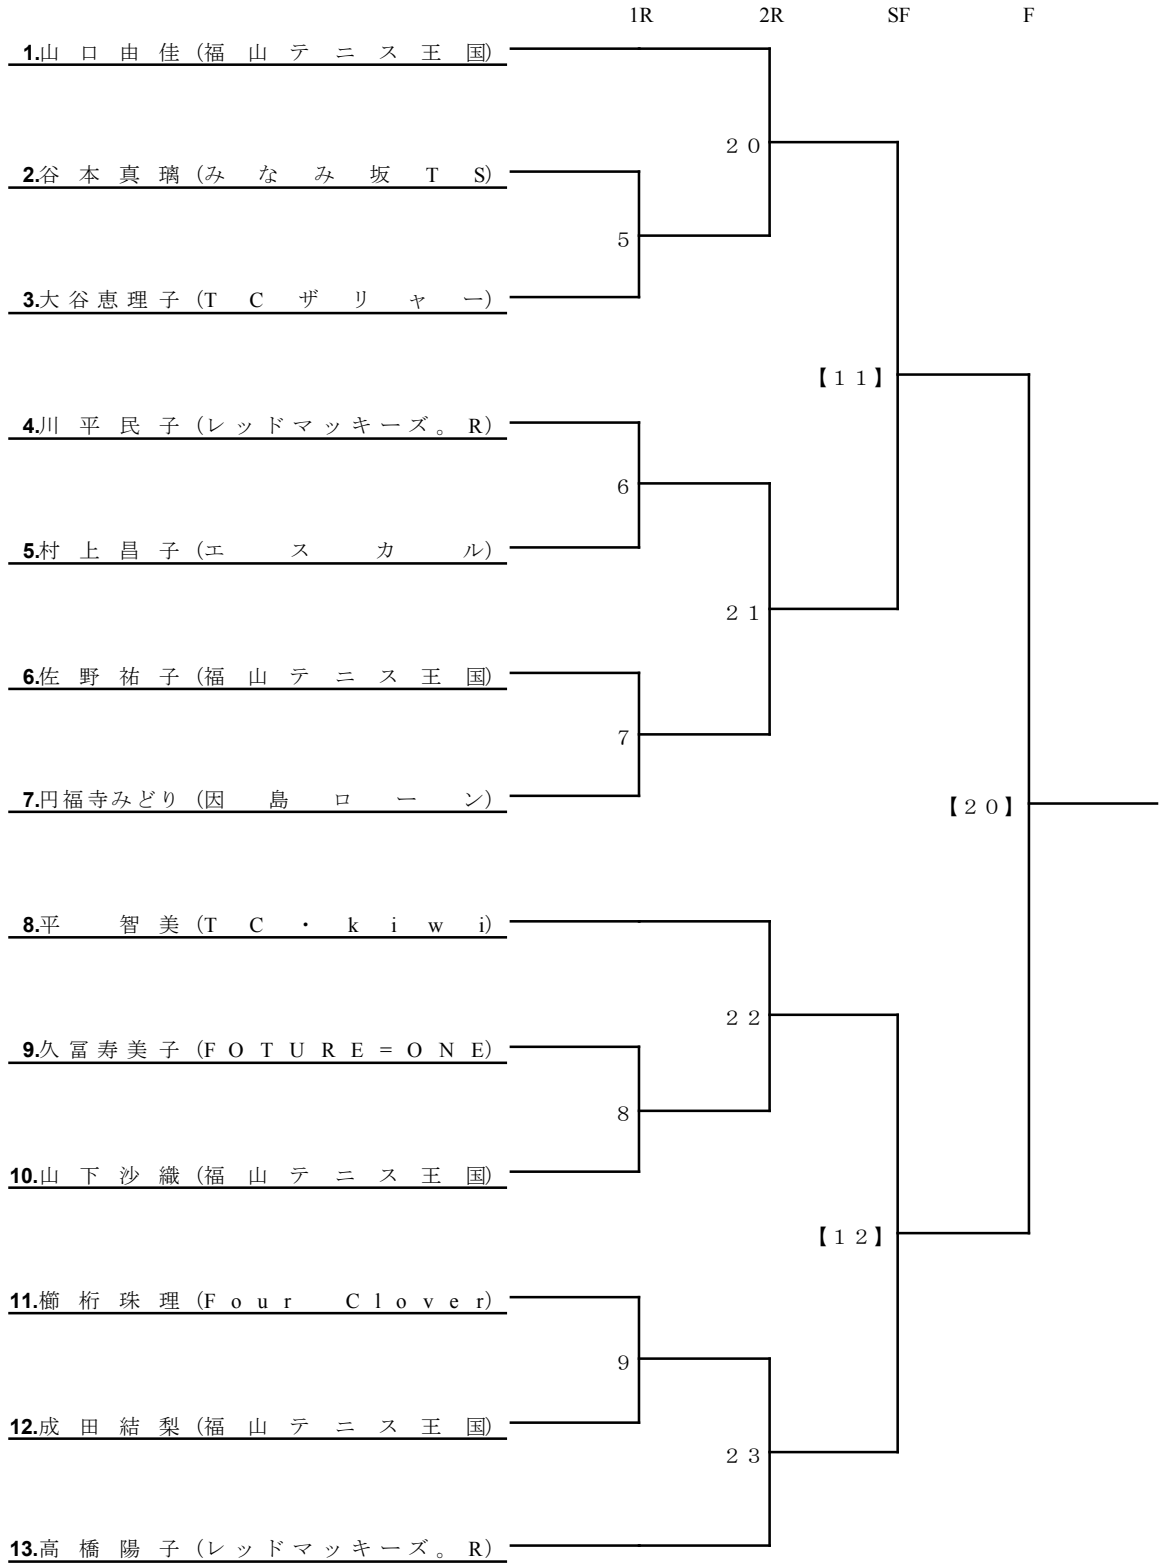 1R 2R SF F
1.山口由佳(福山テニス王国)
20
2.谷本真璃(みなみ坂TS)
5
3.大谷恵理子(TCザリャー)
【11】
4.川平民子(レッドマッキーズ。R)
6
5.村上昌子(エスカル)
21
6.佐野祐子(福山テニス王国)
7
7.円福寺みどり(因島ローン)
【20】
8.平 智美(TC・kiwi)
22
9.久冨寿美子(FOTURE=ONE)
8
10.山下沙織(福山テニス王国)
【12】
11.櫛桁珠理(Four Clover)
9
12.成田結梨(福山テニス王国)
23
13.高橋陽子(レッドマッキーズ。R)